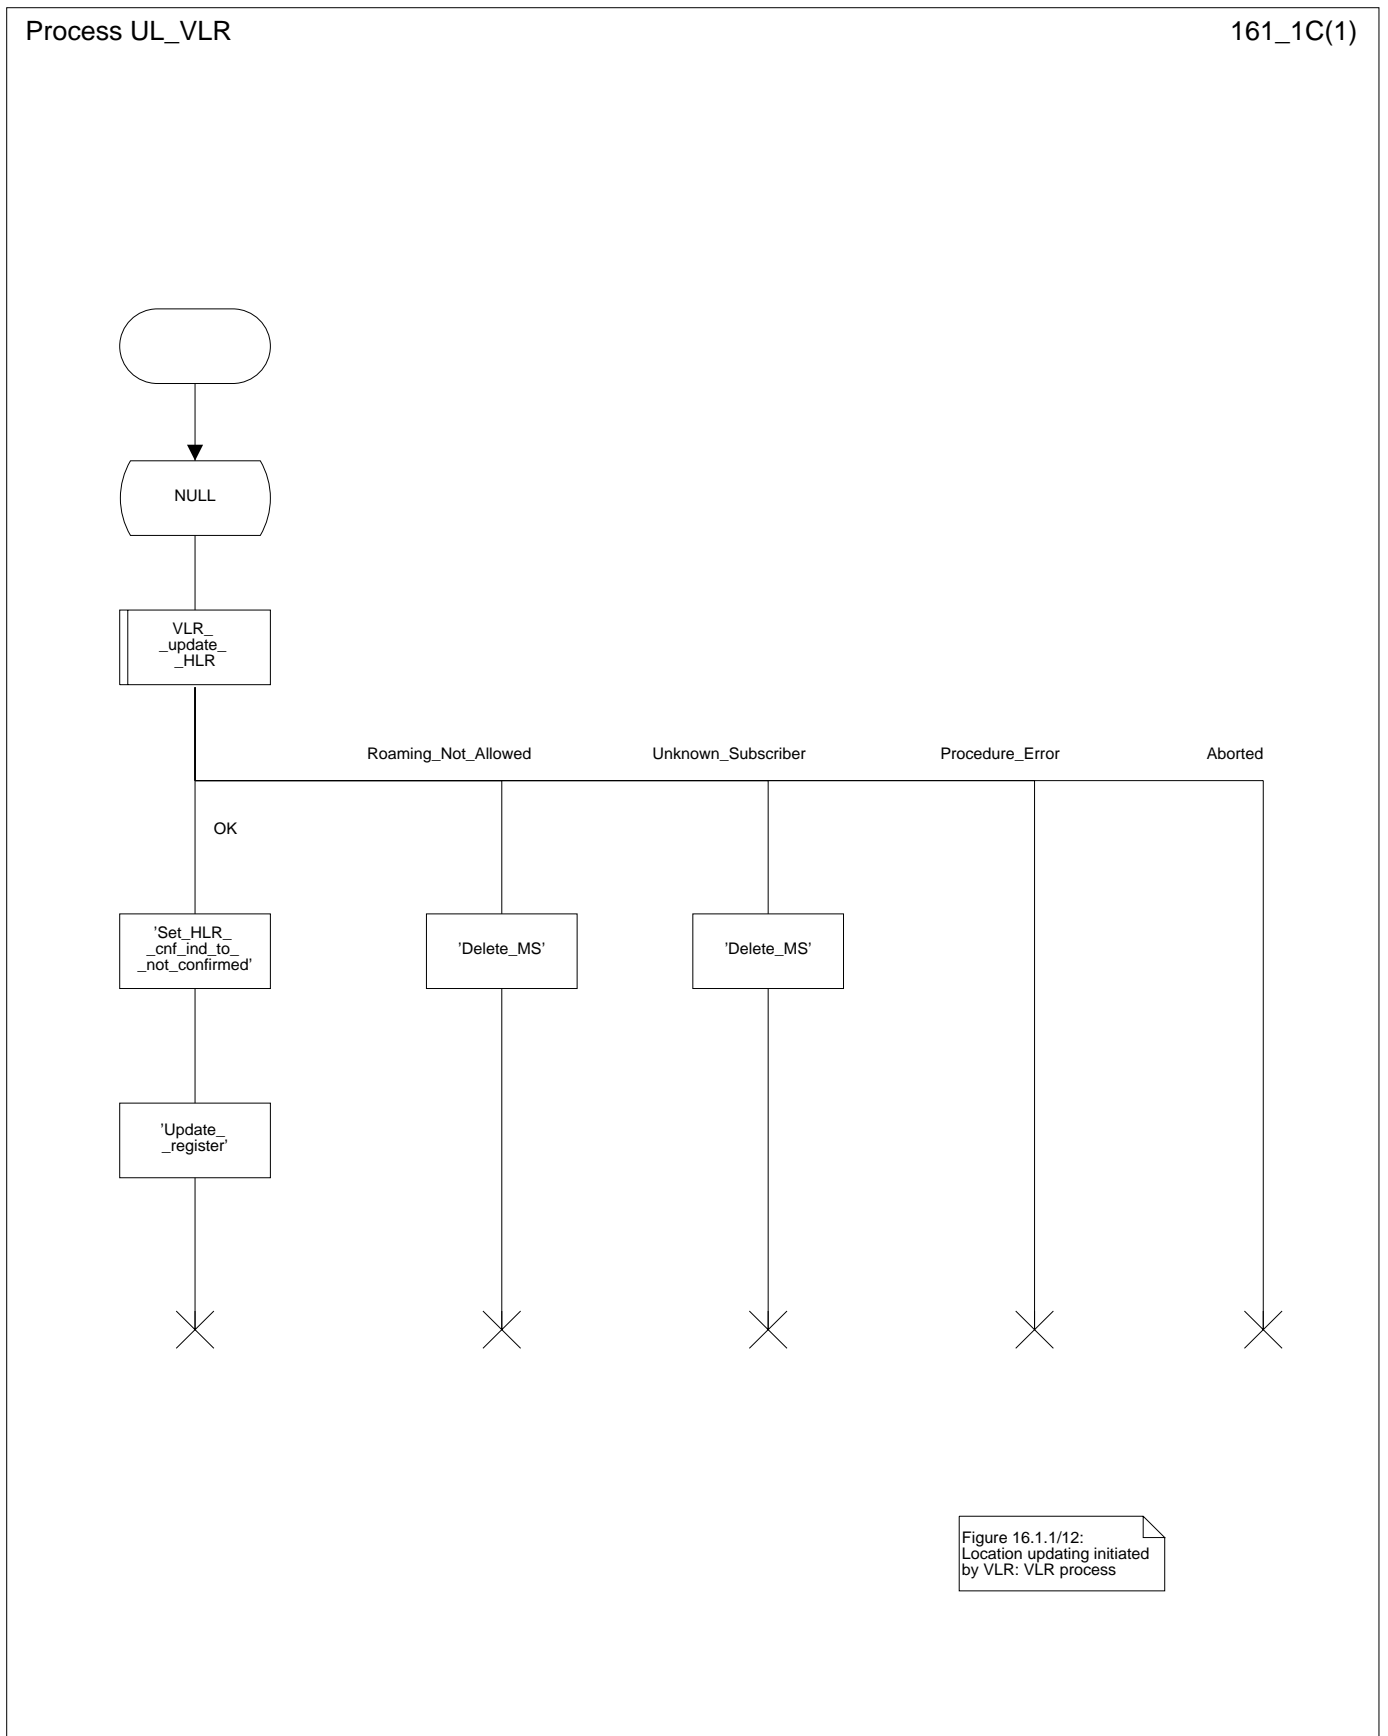 Process UL_VLR
161_1C(1)
NULL
VLR_
_update_
_HLR
Roaming_Not_Allowed
Unknown_Subscriber
Procedure_Error
Aborted
OK
'Set_HLR_
_cnf_ind_to_
_not_confirmed'
'Delete_MS'
'Delete_MS'
'Update_
_register'
Figure 16.1.1/12:
Location updating initiated
by VLR: VLR process